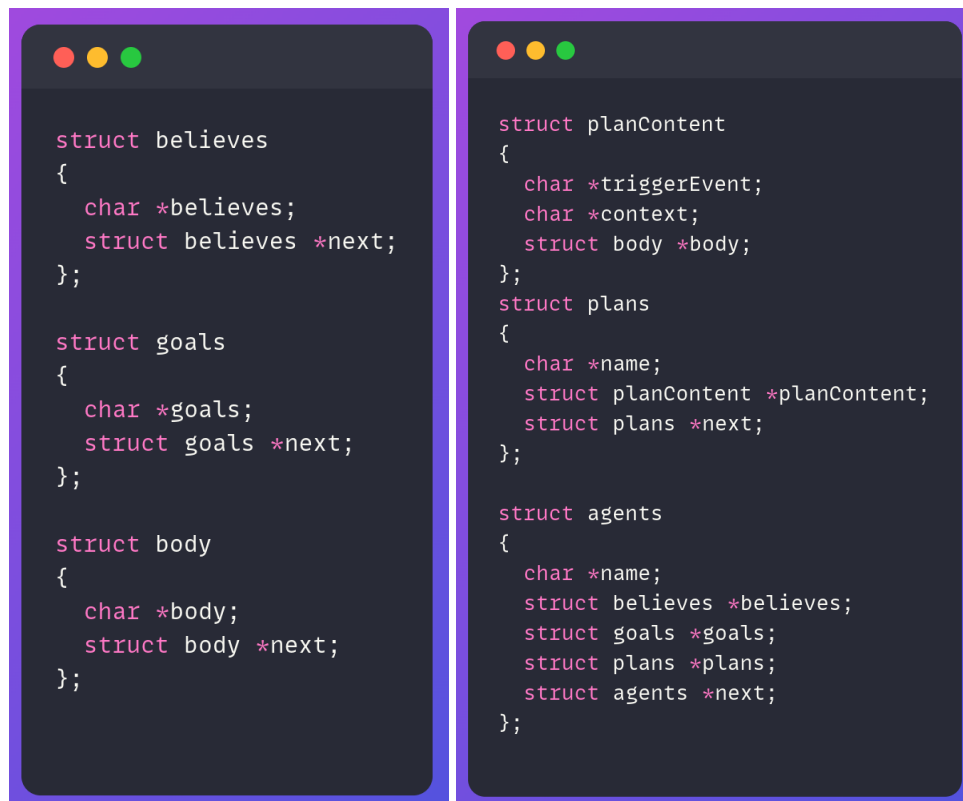 struct believes
{
  char *believes;
  struct believes *next;
};

struct goals
{
  char *goals;
  struct goals *next;
};

struct body
{
  char *body;
  struct body *next;
};

struct planContent
{
  char *triggerEvent;
  char *context;
  struct body *body;
};
struct plans
{
  char *name;
  struct planContent *planContent;
  struct plans *next;
};

struct agents
{
  char *name;
  struct believes *believes;
  struct goals *goals;
  struct plans *plans;
  struct agents *next;
};